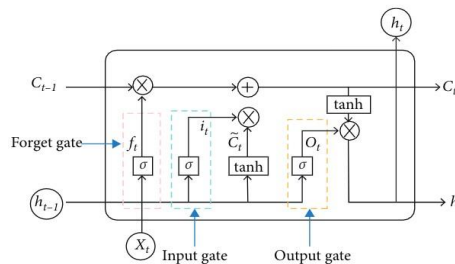 h_t
C_{t-1}
C_t
tanh
i_t
Forget gate
f_t
C̃_t
O_t
σ
σ
tanh
σ
h_{t-1}
h
X_t
Input gate
Output gate